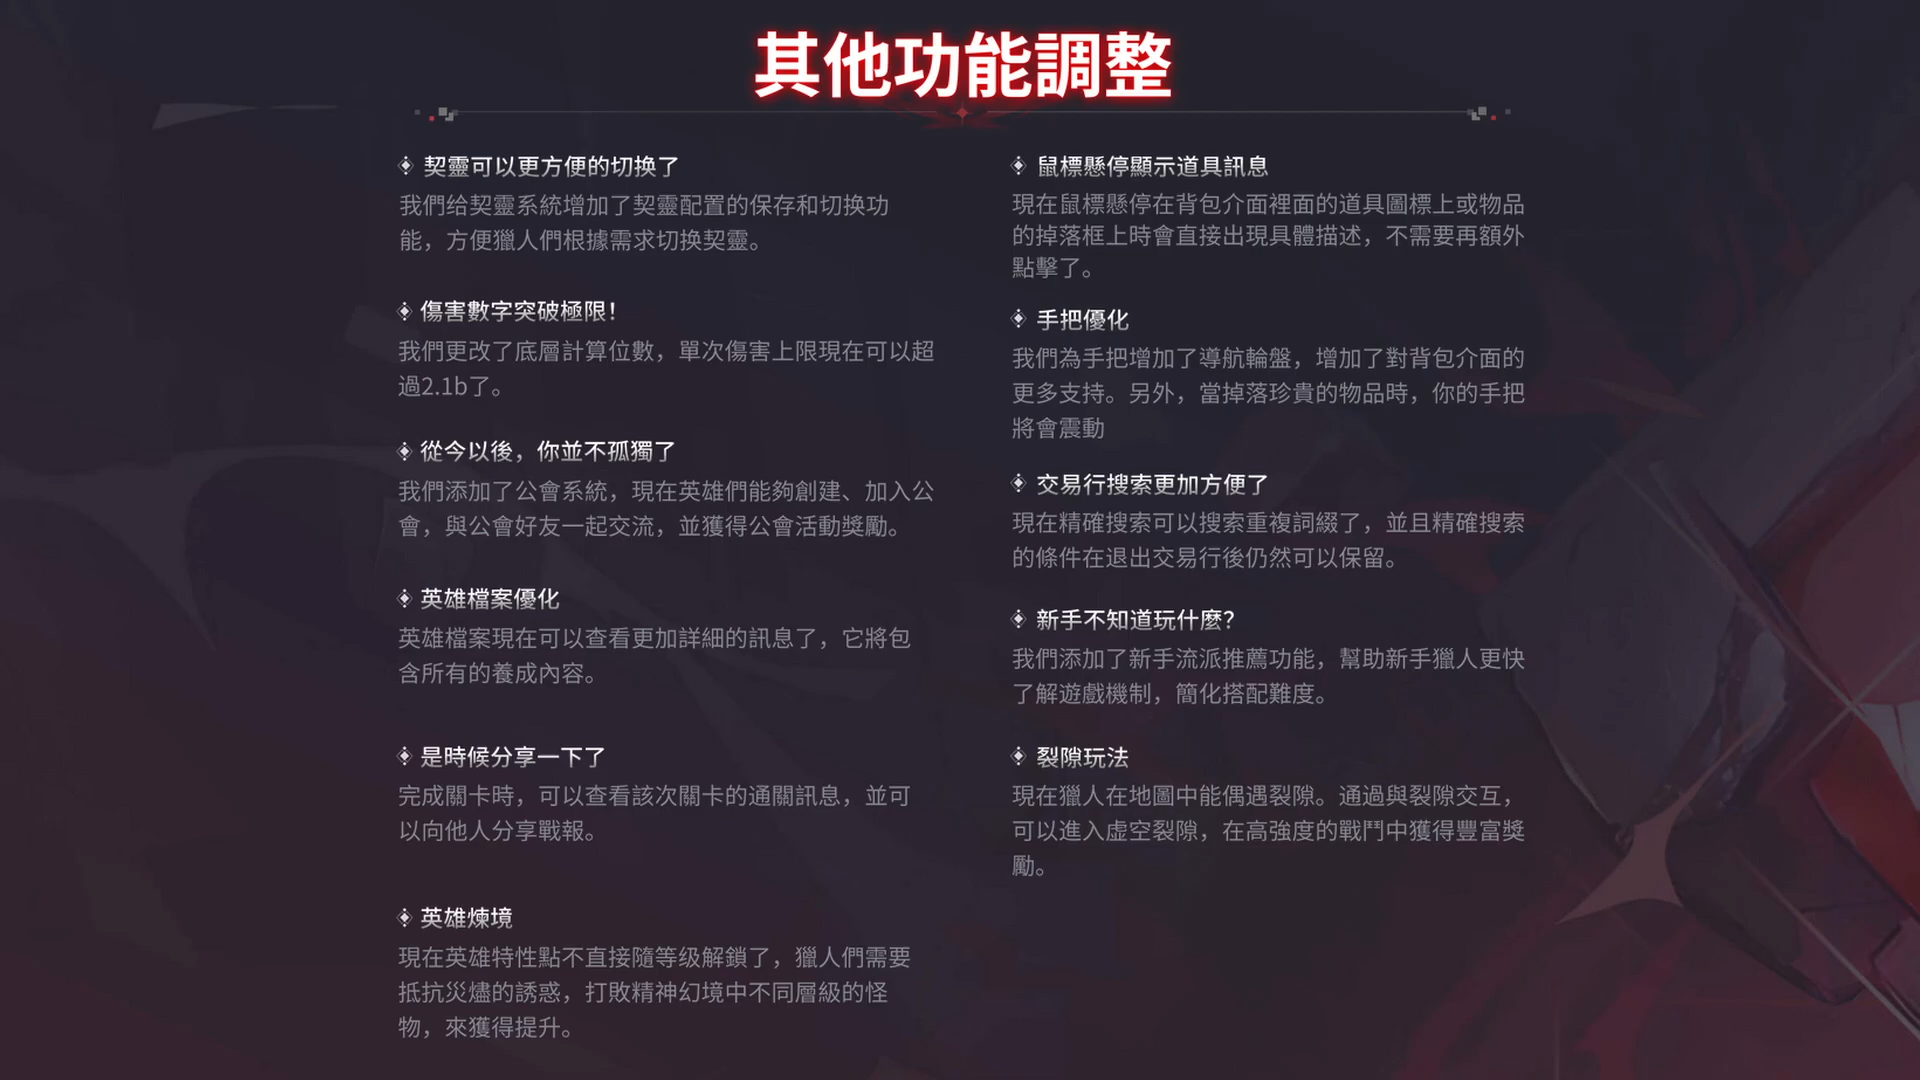 其他功能調整
契靈可以更方便的切换了
我們给契靈系統增加了契靈配置的保存和切换功
能，方便獵人們根據需求切换契靈。
傷害數字突破極限！
我們更改了底層計算位數，單次傷害上限現在可以超
過2.1b了。
從今以後，你並不孤獨了
我們添加了公會系統，現在英雄們能夠創建、加入公
會，與公會好友一起交流，並獲得公會活動獎勵。
英雄檔案優化
英雄檔案現在可以查看更加詳細的訊息了，它將包
含所有的養成內容。
是時候分享一下了
完成關卡時，可以查看該次關卡的通關訊息，並可
以向他人分享戰報。
英雄煉境
現在英雄特性點不直接隨等级解鎖了，獵人們需要
抵抗災燼的誘惑，打敗精神幻境中不同層級的怪
物，來獲得提升。
鼠標懸停顯示道具訊息
現在鼠標懸停在背包介面裡面的道具圖標上或物品
的掉落框上時會直接出現具體描述，不需要再額外
點擊了。
手把優化
我們為手把增加了導航輪盤，增加了對背包介面的
更多支持。另外，當掉落珍貴的物品時，你的手把
將會震動
交易行搜索更加方便了
現在精確搜索可以搜索重複詞綴了，並且精確搜索
的條件在退出交易行後仍然可以保留。
新手不知道玩什麼？
我們添加了新手流派推薦功能，幫助新手獵人更快
了解遊戲機制，簡化搭配難度。
裂隙玩法
現在獵人在地圖中能偶遇裂隙。通過與裂隙交互，
可以進入虛空裂隙，在高強度的戰鬥中獲得豐富獎
勵。